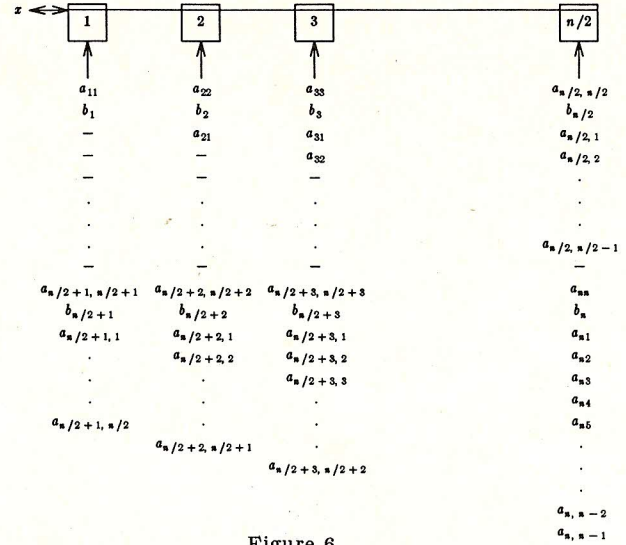 x 1 2 3 n/2
a11 a22 a33 an/2, n/2
b1 b2 b3 bn/2
— a21 a31 an/2, 1
— — a32 an/2, 2
— — — .
. . . .
. . . .
. . . an/2, n/2−1
— — — —
an/2+1, n/2+1 an/2+2, n/2+2 an/2+3, n/2+3 ann
bn/2+1 bn/2+2 bn/2+3 bn
an/2+1, 1 an/2+2, 1 an/2+3, 1 an1
. an/2+2, 2 an/2+3, 2 an2
. . an/2+3, 3 an3
. . . an4
an/2+1, n/2 . . an5
an/2+2, n/2+1 . .
an/2+3, n/2+2 .
.
an, n−2
an, n−1
Figure 6